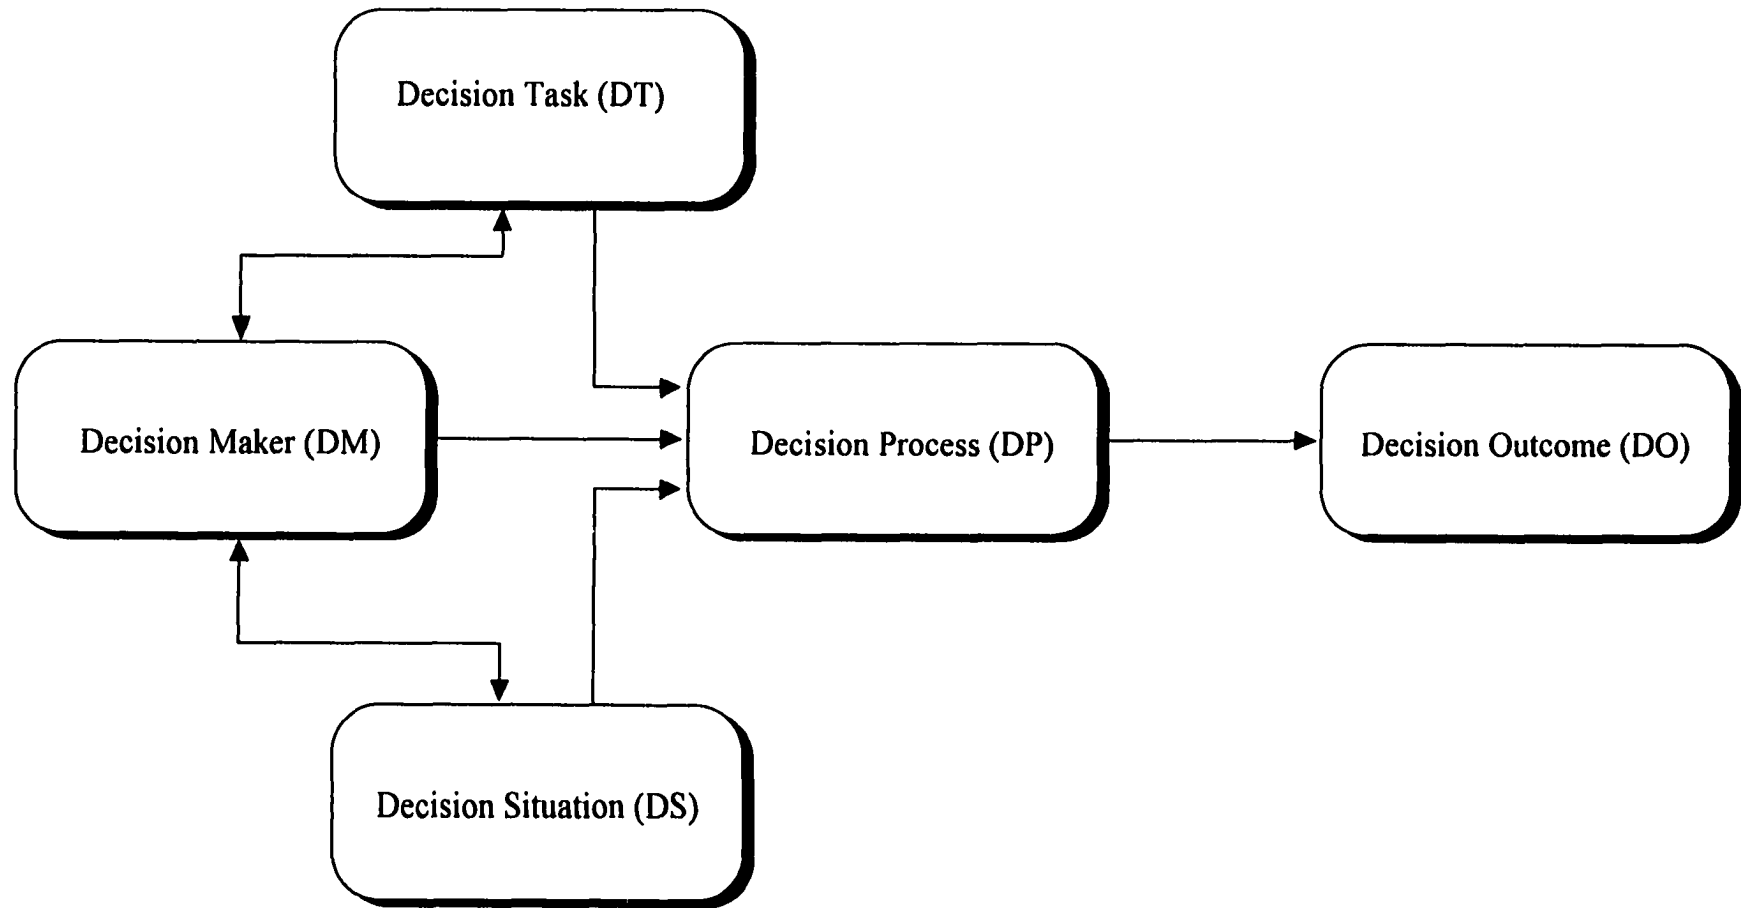 Decision Task (DT)
Decision Maker (DM)
Decision Process (DP)
Decision Outcome (DO)
Decision Situation (DS)